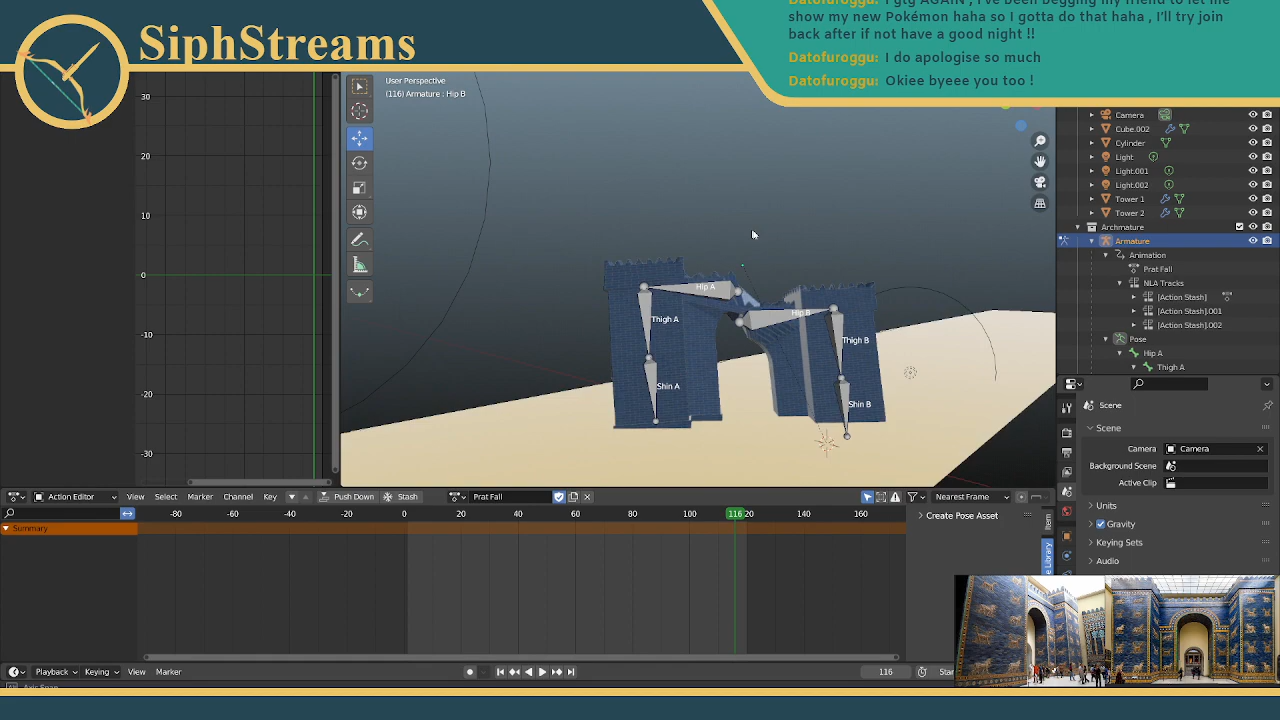 SiphStreams
Datofuroggu: I gtg AGAIN , I've been begging my friend to let me
show my new Pokémon haha so I gotta do that haha , I'll try join
back after if not have a good night !!
Datofuroggu: I do apologise so much
Datofuroggu: Okiee byeee you too !
30
20
10
0
-10
-20
-30
User Perspective
(116) Armature : Hip B
Hip A
Hip B
Thigh A
Thigh B
Shin A
Shin B
Camera
Cube.002
Cylinder
Light
Light.001
Light.002
Tower 1
Tower 2
Archmature
Armature
Animation
Prat Fall
NLA Tracks
[Action Stash]
[Action Stash].001
[Action Stash].002
Pose
Hip A
Thigh A
Scene
Scene
Camera
Camera
Background Scene
Active Clip
Units
Gravity
Keying Sets
Audio
Action Editor
View
Select
Marker
Channel
Key
Push Down
Stash
Prat Fall
Nearest Frame
-80
-60
-40
-20
0
20
40
60
80
100
116
20
140
160
Summary
Create Pose Asset
Item
Library
Playback
Keying
View
Marker
116